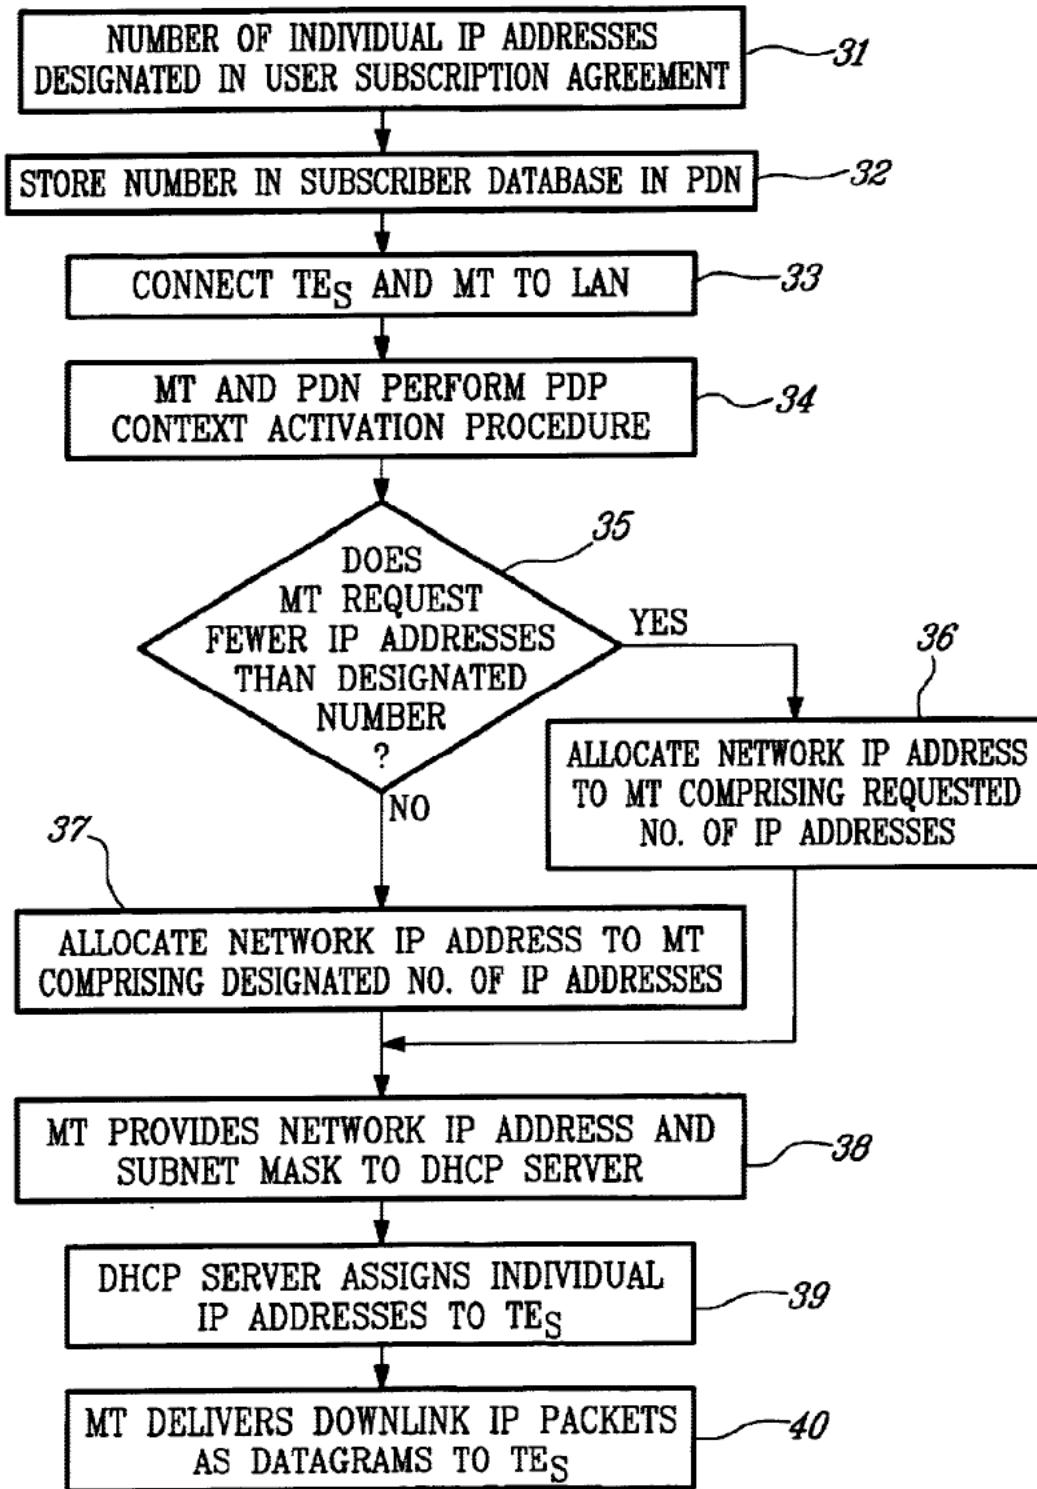 NUMBER OF INDIVIDUAL IP ADDRESSES
DESIGNATED IN USER SUBSCRIPTION AGREEMENT
31
STORE NUMBER IN SUBSCRIBER DATABASE IN PDN
32
CONNECT TES AND MT TO LAN
33
MT AND PDN PERFORM PDP
CONTEXT ACTIVATION PROCEDURE
34
35
DOES
MT REQUEST
FEWER IP ADDRESSES
THAN DESIGNATED
NUMBER
?
YES
NO
36
ALLOCATE NETWORK IP ADDRESS
TO MT COMPRISING REQUESTED
NO. OF IP ADDRESSES
37
ALLOCATE NETWORK IP ADDRESS TO MT
COMPRISING DESIGNATED NO. OF IP ADDRESSES
MT PROVIDES NETWORK IP ADDRESS AND
SUBNET MASK TO DHCP SERVER
38
DHCP SERVER ASSIGNS INDIVIDUAL
IP ADDRESSES TO TES
39
MT DELIVERS DOWNLINK IP PACKETS
AS DATAGRAMS TO TES
40